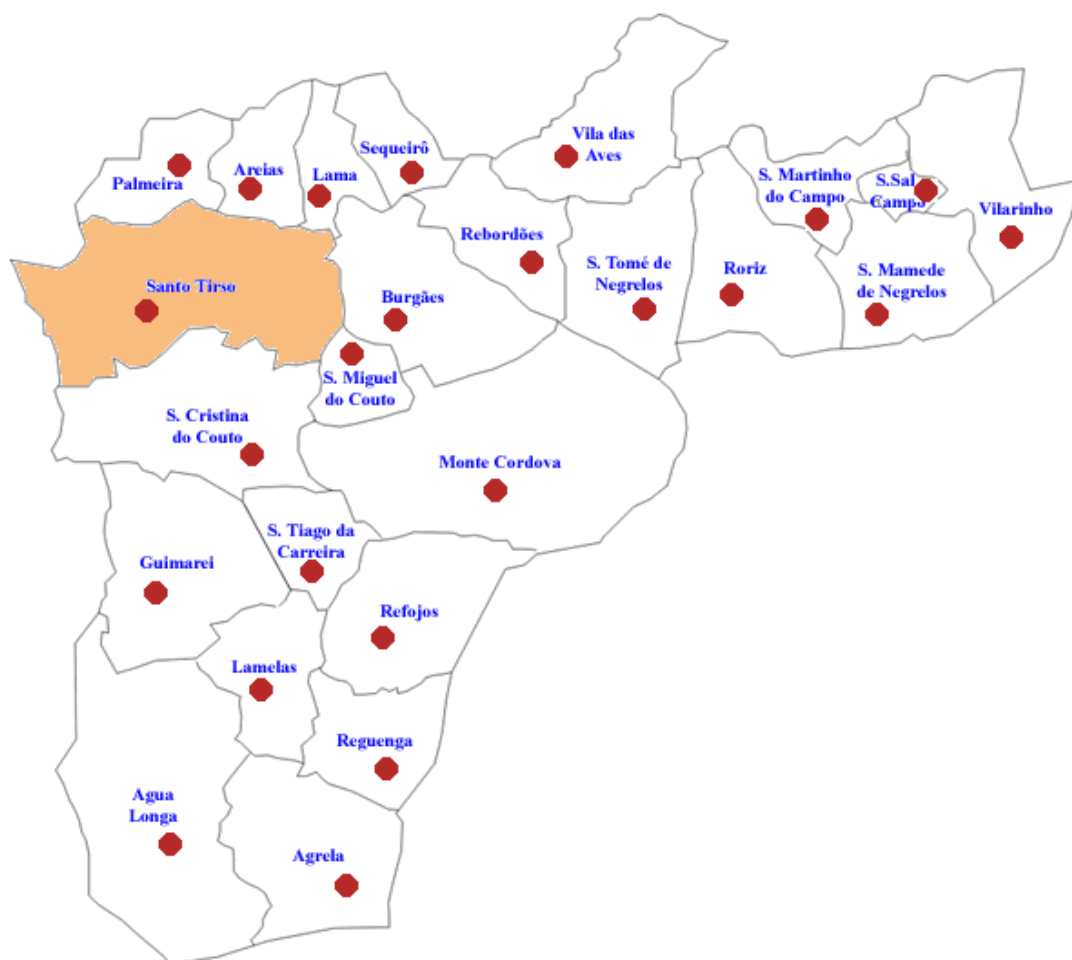 Vila das
Aves
Sequeirô
Areias
Lama
Palmeira
S. Martinho
do Campo
S.Sal
Campo
Vilarinho
Rebordões
S. Tomé de
Negrelos
Roriz
S. Mamede
de Negrelos
Santo Tirso
Burgães
S. Miguel
do Couto
S. Cristina
do Couto
Monte Cordova
S. Tiago da
Carreira
Guimarei
Refojos
Lamelas
Reguenga
Agua
Longa
Agrela